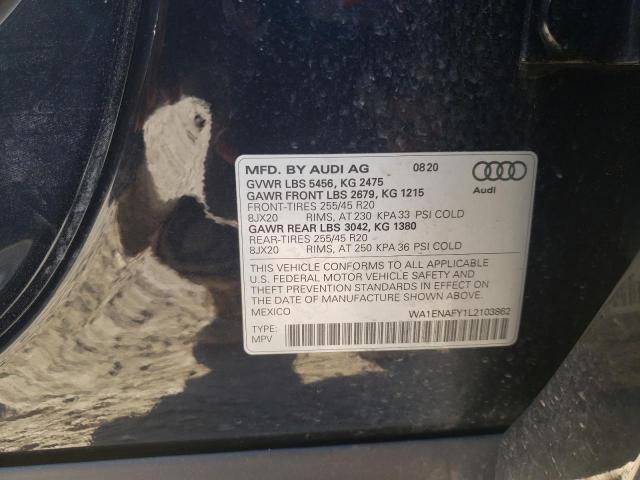 MFD. BY AUDI AG 0820
GVWR LBS 5456, KG 2475
GAWR FRONT LBS 2679, KG 1215
FRONT-TIRES 255/45 R20
8JX20 RIMS, AT 230 KPA 33 PSI COLD
GAWR REAR LBS 3042, KG 1380
REAR-TIRES 255/45 R20
8JX20 RIMS, AT 250 KPA 36 PSI COLD
Audi
THIS VEHICLE CONFORMS TO ALL APPLICABLE
U.S. FEDERAL MOTOR VEHICLE SAFETY AND
THEFT PREVENTION STANDARDS IN EFFECT ON
THE DATE OF MANUFACTURE SHOWN ABOVE.
MEXICO WA1ENAFY1L2103862
TYPE:
MPV